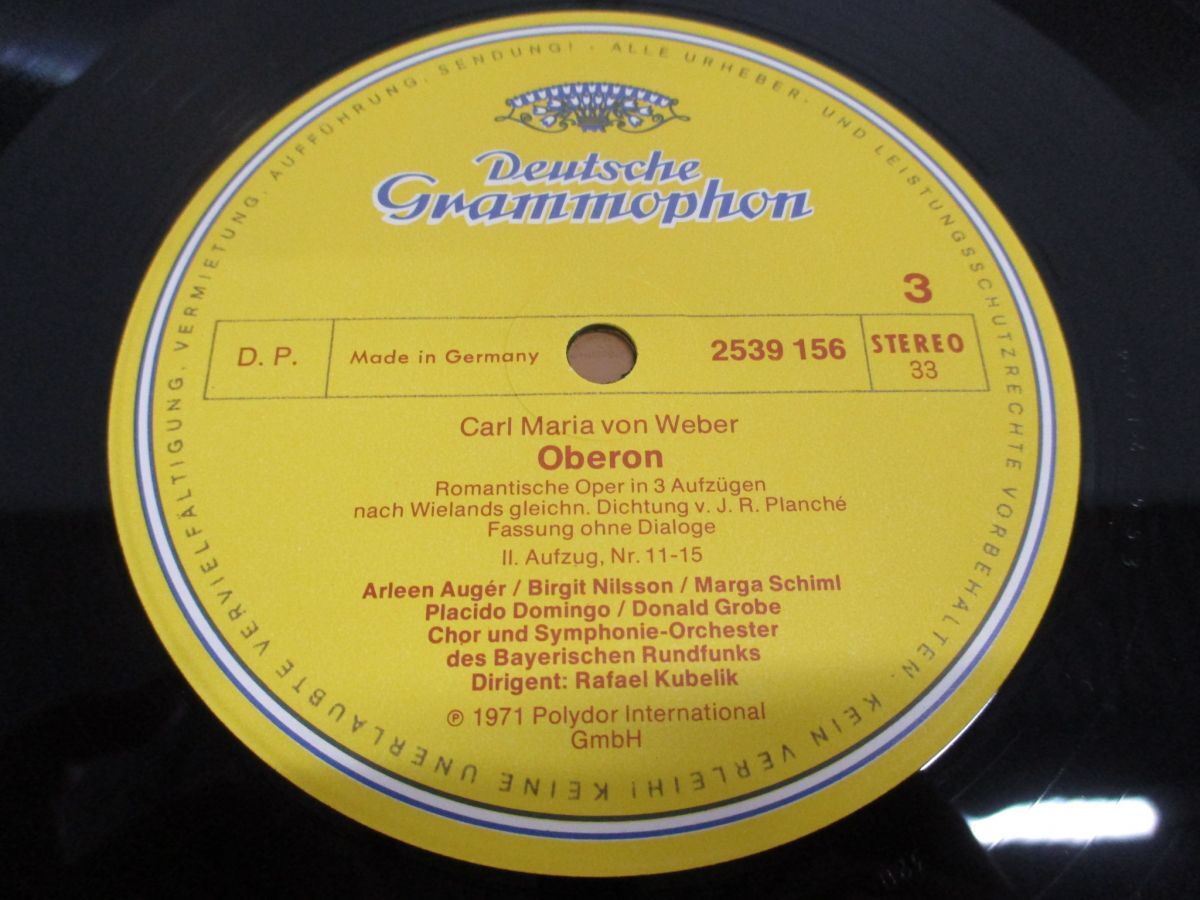 Deutsche
Grammophon
3
D. P.
Made in Germany
2539 156
STEREO
33
Carl Maria von Weber
Oberon
Romantische Oper in 3 Aufzügen
nach Wielands gleichn. Dichtung v. J. R. Planché
Fassung ohne Dialoge
II. Aufzug, Nr. 11-15
Arleen Augér / Birgit Nilsson / Marga Schiml
Placido Domingo / Donald Grobe
Chor und Symphonie-Orchester
des Bayerischen Rundfunks
Dirigent: Rafael Kubelik
℗ 1971 Polydor International
GmbH
ALLE URHEBER- UND LEISTUNGSSCHUTZRECHTE VORBEHALTEN. KEIN VERLEIH! KEINE UNERLAUBTE VERVIELFÄLTIGUNG, VERMIETUNG, AUFFÜHRUNG, SENDUNG! ·